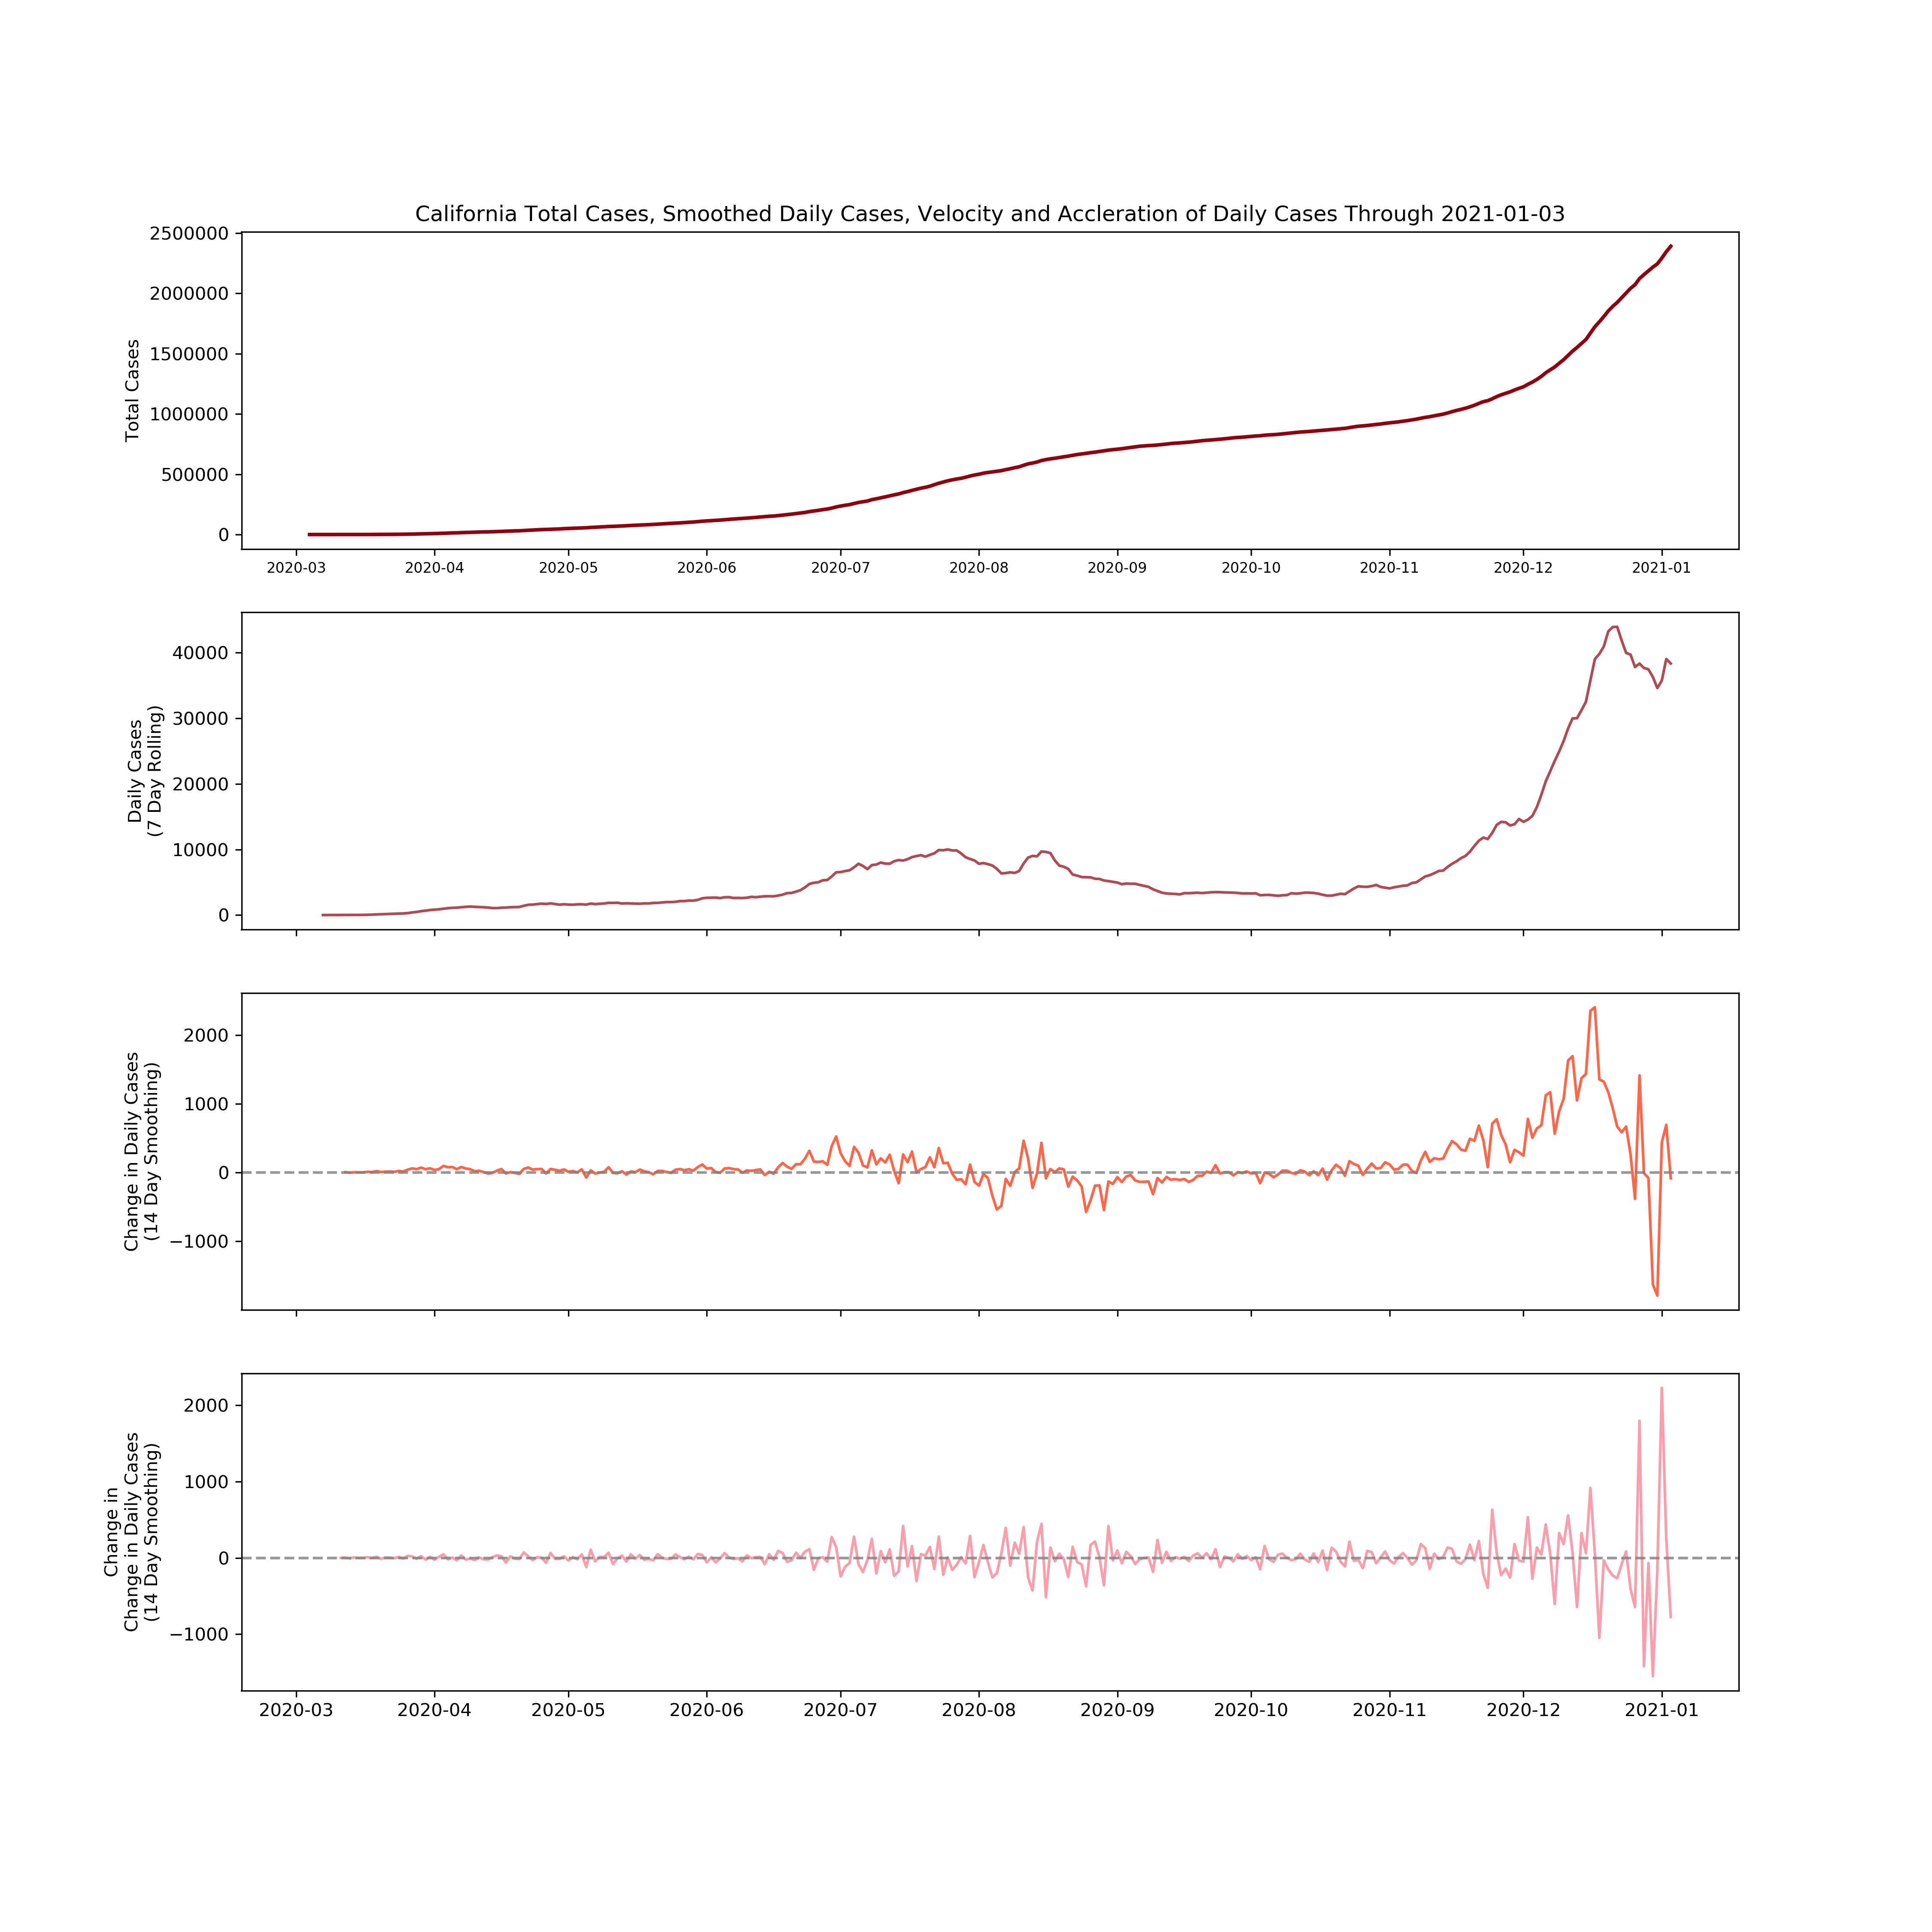 California Total Cases, Smoothed Daily Cases, Velocity and Accleration of Daily Cases Through 2021-01-03
Total Cases
2500000
2000000
1500000
1000000
500000
0
2020-03 2020-04 2020-05 2020-06 2020-07 2020-08 2020-09 2020-10 2020-11 2020-12 2021-01
Daily Cases
(7 Day Rolling)
40000
30000
20000
10000
0
Change in Daily Cases
(14 Day Smoothing)
2000
1000
0
−1000
Change in
Change in Daily Cases
(14 Day Smoothing)
2000
1000
0
−1000
2020-03 2020-04 2020-05 2020-06 2020-07 2020-08 2020-09 2020-10 2020-11 2020-12 2021-01